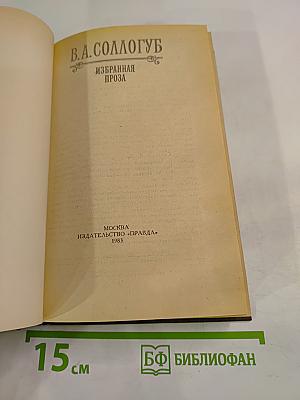 В. А. СОЛЛОГУБ
ИЗБРАННАЯ
ПРОЗА
МОСКВА
ИЗДАТЕЛЬСТВО «ПРАВДА»
1983
15 см
БФ БИБЛИОФАН